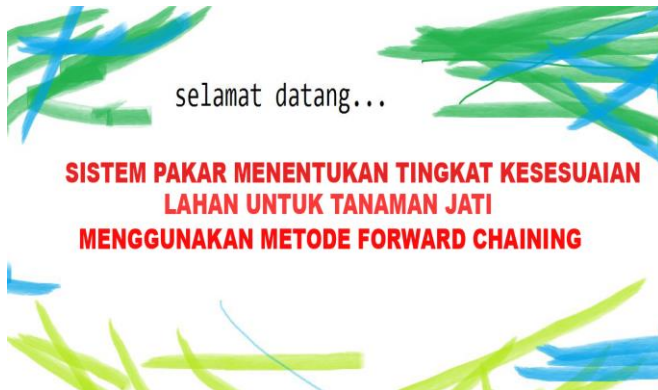 selamat datang...
SISTEM PAKAR MENENTUKAN TINGKAT KESESUAIAN
LAHAN UNTUK TANAMAN JATI
MENGGUNAKAN METODE FORWARD CHAINING